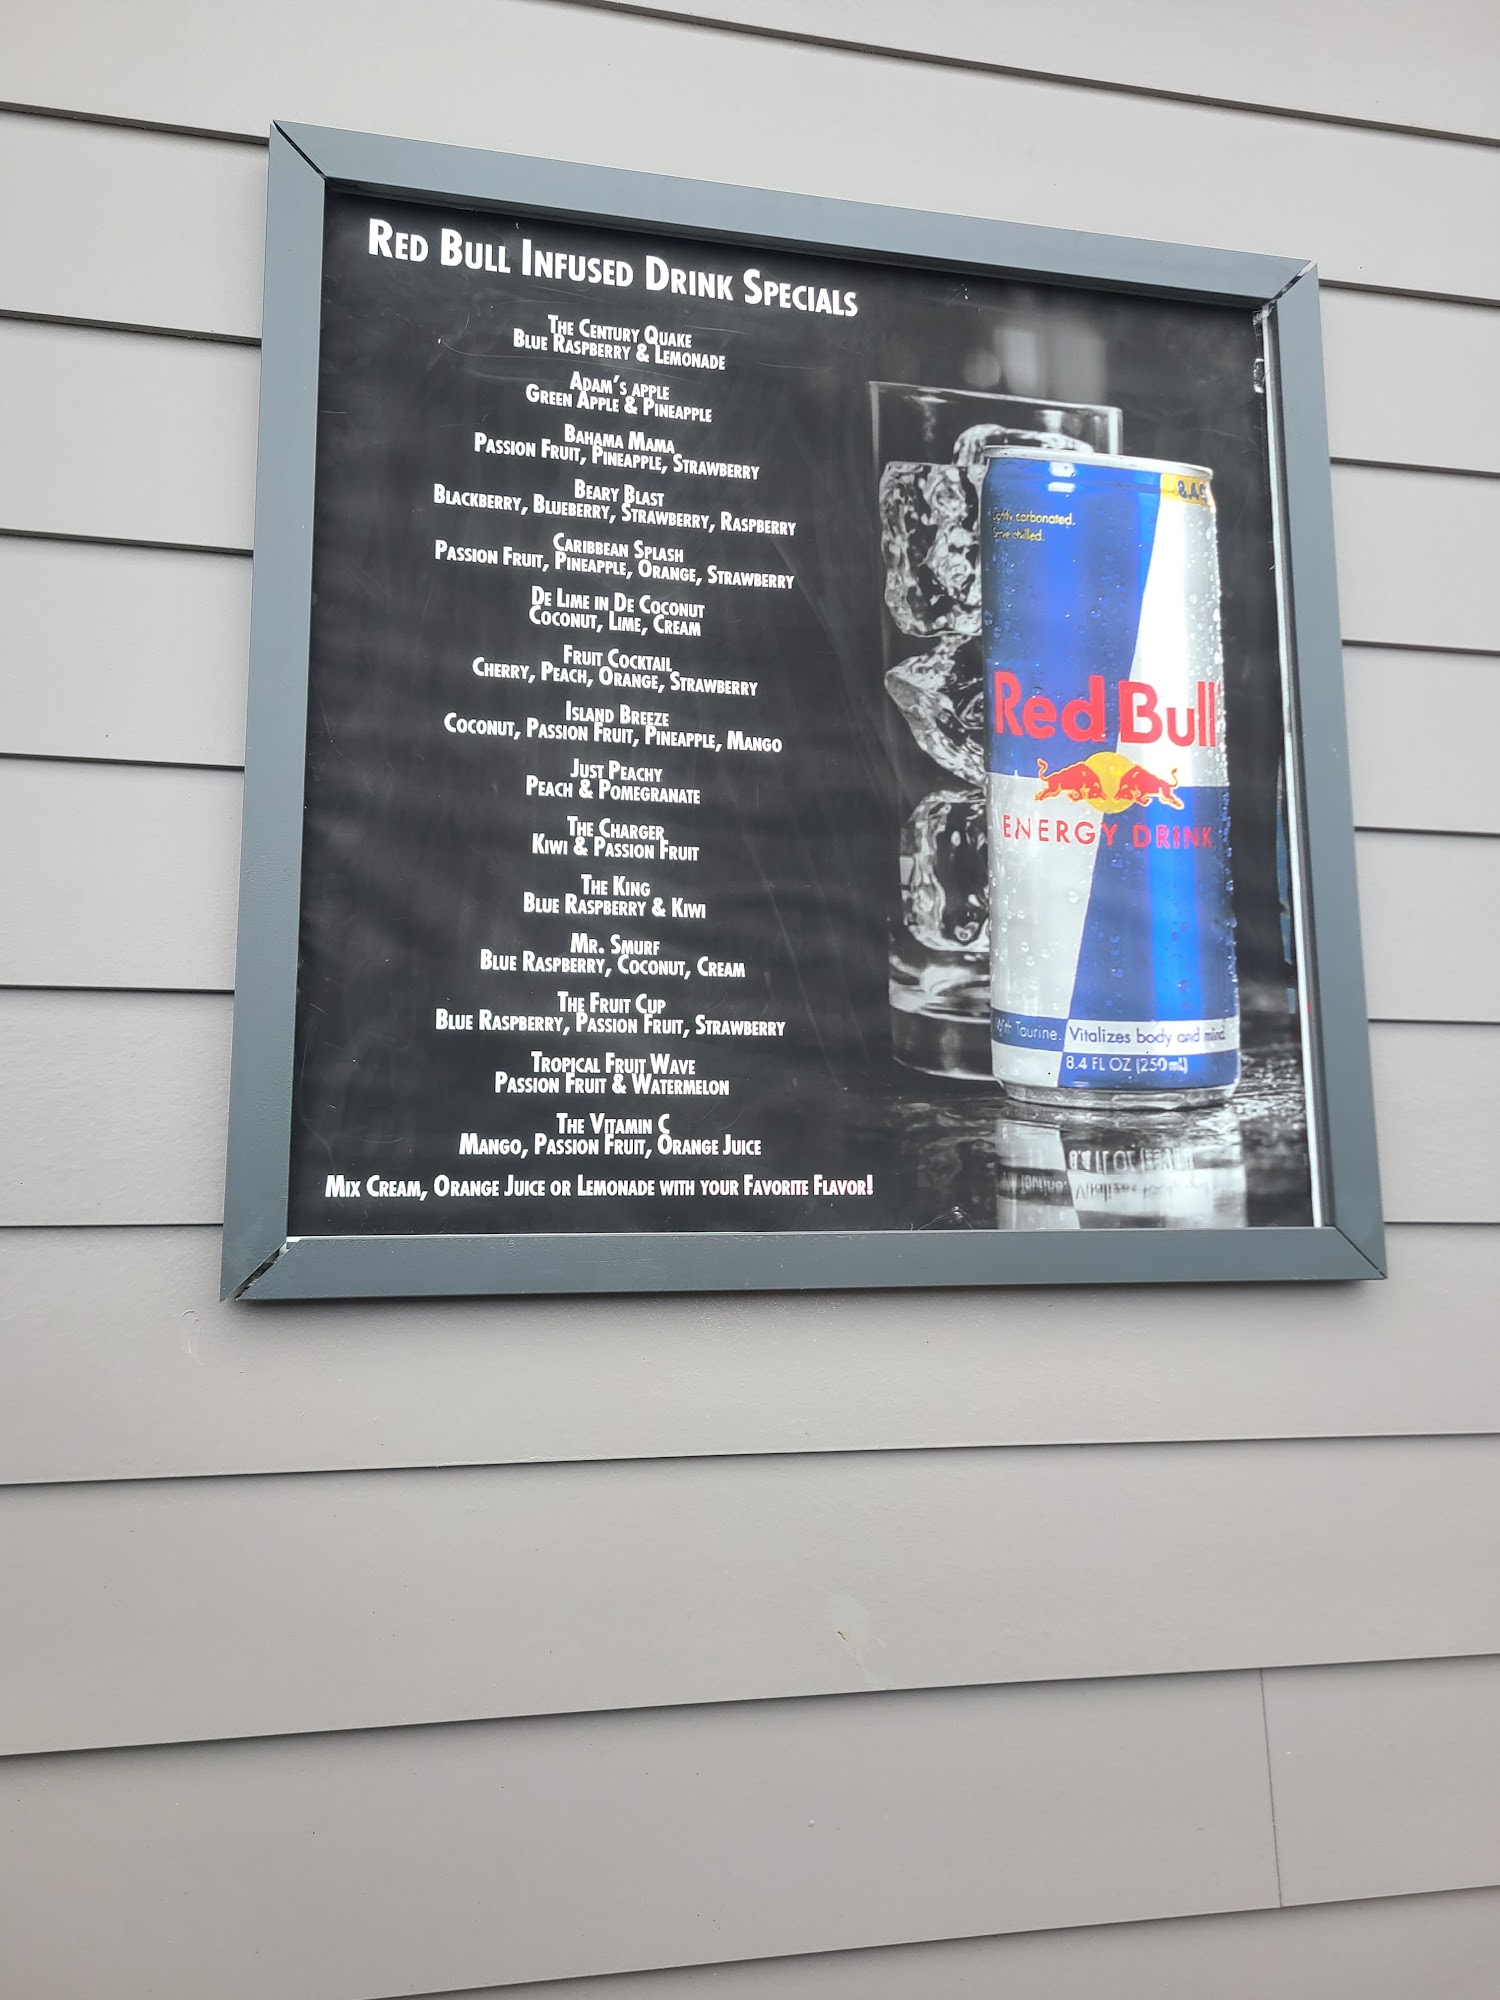 Red Bull Infused Drink Specials
The Century Quake
Blue Raspberry & Lemonade
Adam's apple
Green Apple & Pineapple
Bahama Mama
Passion Fruit, Pineapple, Strawberry
Beary Blast
Blackberry, Blueberry, Strawberry, Raspberry
Caribbean Splash
Passion Fruit, Pineapple, Orange, Strawberry
De Lime in De Coconut
Coconut, Lime, Cream
Fruit Cocktail
Cherry, Peach, Orange, Strawberry
Island Breeze
Coconut, Passion Fruit, Pineapple, Mango
Just Peachy
Peach & Pomegranate
The Charger
Kiwi & Passion Fruit
The King
Blue Raspberry & Kiwi
Mr. Smurf
Blue Raspberry, Coconut, Cream
The Fruit Cup
Blue Raspberry, Passion Fruit, Strawberry
Tropical Fruit Wave
Passion Fruit & Watermelon
The Vitamin C
Mango, Passion Fruit, Orange Juice
Mix Cream, Orange Juice or Lemonade with your Favorite Flavor!
Lightly carbonated.
Serve chilled.
Red Bull
ENERGY DRINK
With Taurine. Vitalizes body and mind.
8.4 FL OZ (250 mL)